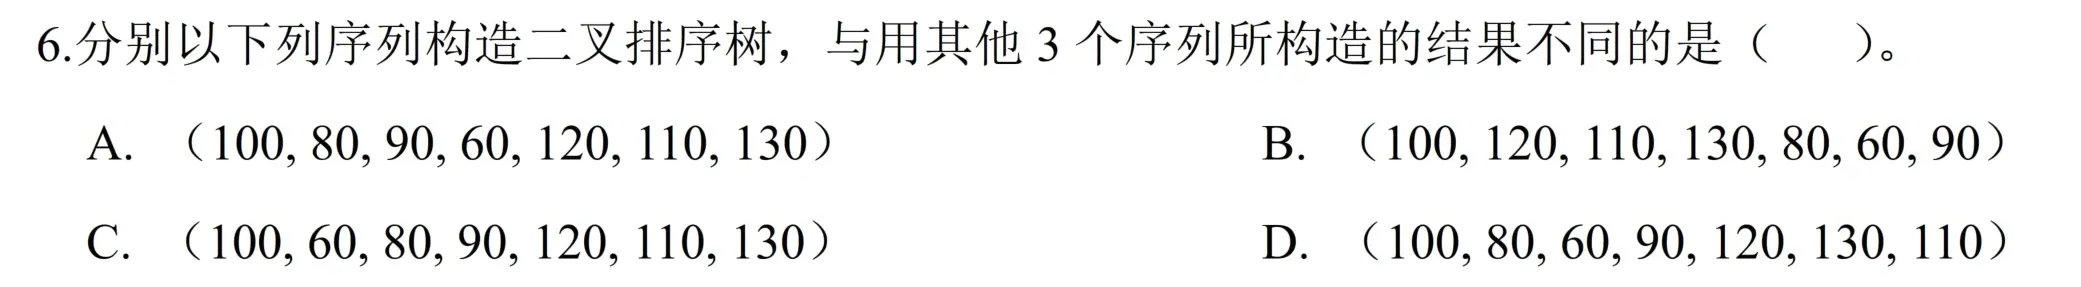 6.分别以下列序列构造二叉排序树，与用其他 3 个序列所构造的结果不同的是（　　）。
A. （100, 80, 90, 60, 120, 110, 130） B. （100, 120, 110, 130, 80, 60, 90）
C. （100, 60, 80, 90, 120, 110, 130） D. （100, 80, 60, 90, 120, 130, 110）